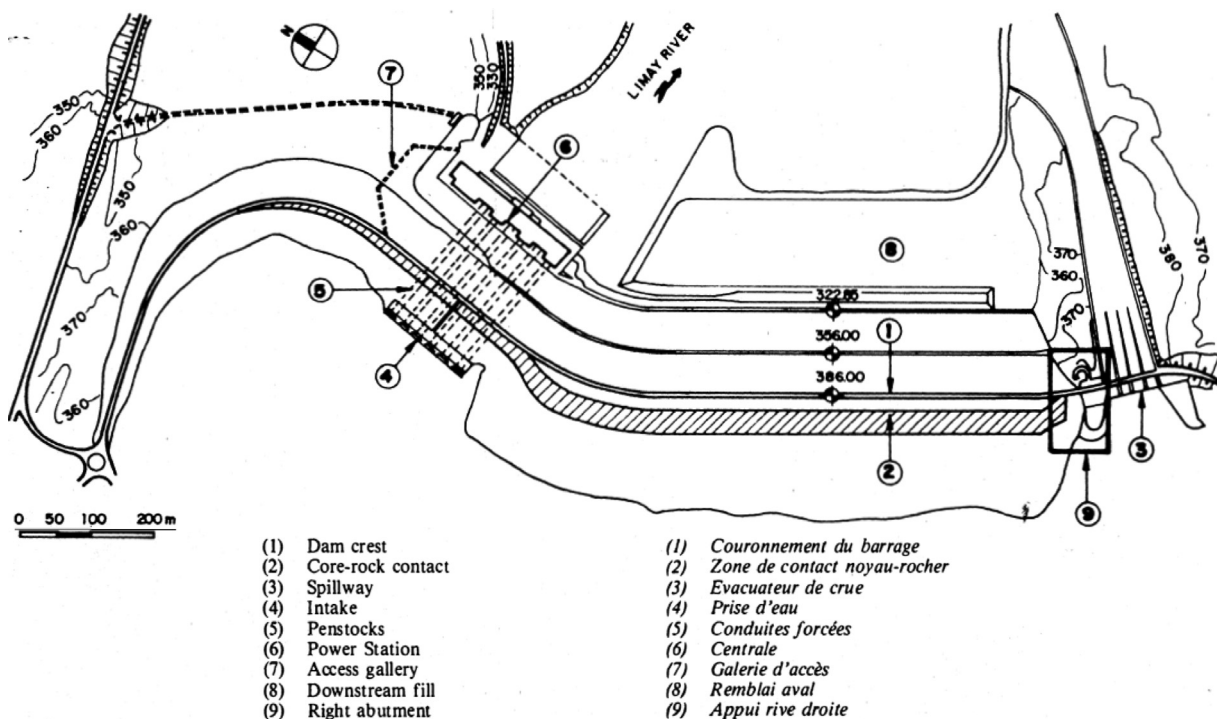 N
LIMAY RIVER
350
330
350
360
350
360
370
360
7
6
8
5
4
370
360
370
380
370
322.85
356.00
386.00
1
2
3
9
0 50 100 200 m
(1) Dam crest
(2) Core-rock contact
(3) Spillway
(4) Intake
(5) Penstocks
(6) Power Station
(7) Access gallery
(8) Downstream fill
(9) Right abutment
(1) Couronnement du barrage
(2) Zone de contact noyau-rocher
(3) Evacuateur de crue
(4) Prise d'eau
(5) Conduites forcées
(6) Centrale
(7) Galerie d'accès
(8) Remblai aval
(9) Appui rive droite